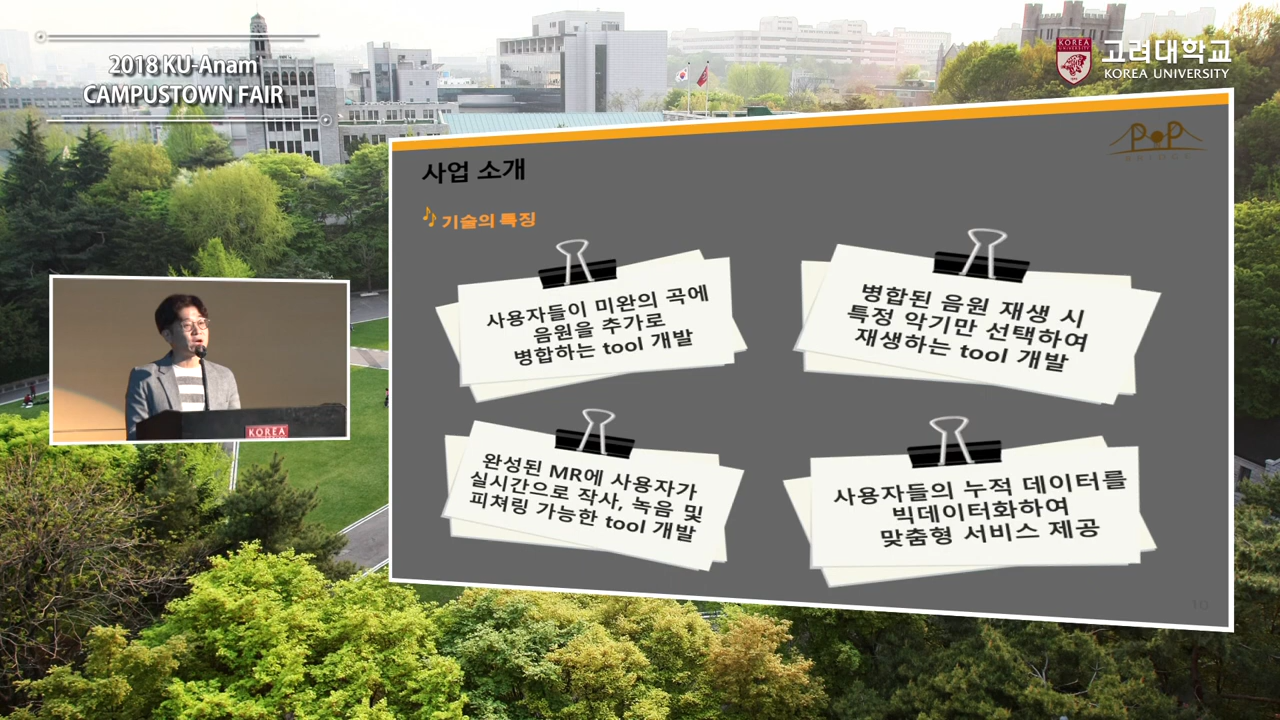 2018 KU-Anam
CAMPUSTOWN FAIR
KOREA
UNIVERSITY
고려대학교
KOREA UNIVERSITY
POP
BRIDGE
사업 소개
기술의 특징
사용자들이 미완의 곡에
음원을 추가로
병합하는 tool 개발
병합된 음원 재생 시
특정 악기만 선택하여
재생하는 tool 개발
완성된 MR에 사용자가
실시간으로 작사, 녹음 및
피쳐링 가능한 tool 개발
사용자들의 누적 데이터를
빅데이터화하여
맞춤형 서비스 제공
10
KOREA